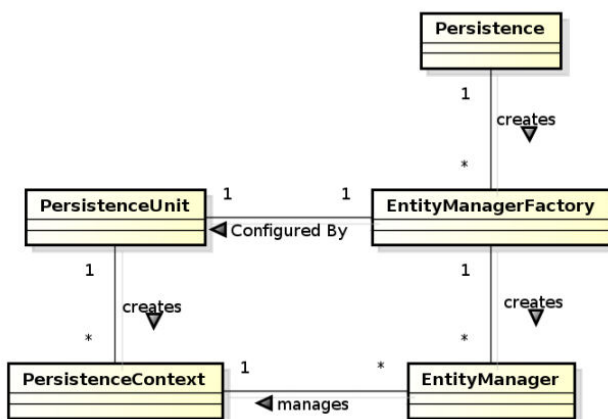 Persistence
1
creates
*
PersistenceUnit
1
1
EntityManagerFactory
Configured By
1
1
creates
creates
*
*
PersistenceContext
1
*
EntityManager
manages